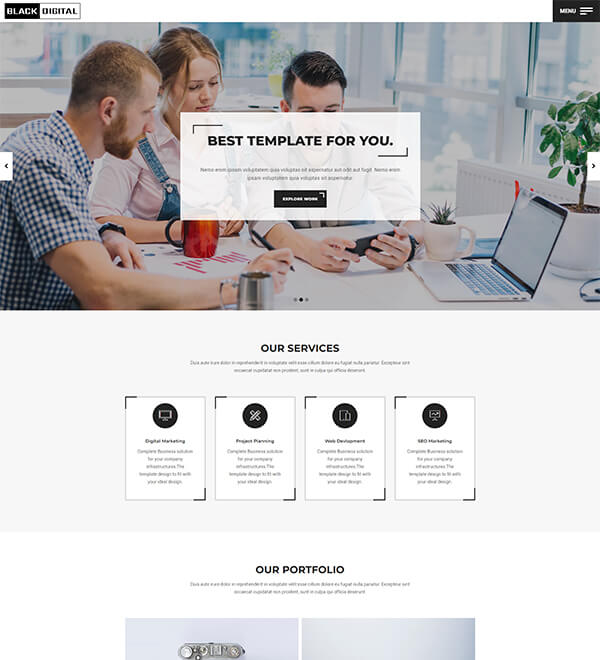 BLACK DIGITAL
MENU
BEST TEMPLATE FOR YOU.
Nemo enim ipsam voluptatem quia voluptas sit aspernatur aut odit aut fugit. Nemo enim
ipsam voluptatem quia voluptas sit aspernatur.
EXPLORE WORK
OUR SERVICES
Duis aute irure dolor in reprehenderit in voluptate velit esse cillum dolore eu fugiat nulla pariatur. Excepteur sint
occaecat cupidatat non proident, sunt in culpa qui officia deserunt.
Digital Marketing
Complete Business solution
for your company
infrastructures.The
template design to fit with
your ideal design.
Project Planning
Complete Business solution
for your company
infrastructures.The
template design to fit with
your ideal design.
Web Devlopment
Complete Business solution
for your company
infrastructures.The
template design to fit with
your ideal design.
SEO Marketing
Complete Business solution
for your company
infrastructures.The
template design to fit with
your ideal design.
OUR PORTFOLIO
Duis aute irure dolor in reprehenderit in voluptate velit esse cillum dolore eu fugiat nulla pariatur. Excepteur sint
occaecat cupidatat non proident, sunt in culpa qui officia deserunt.